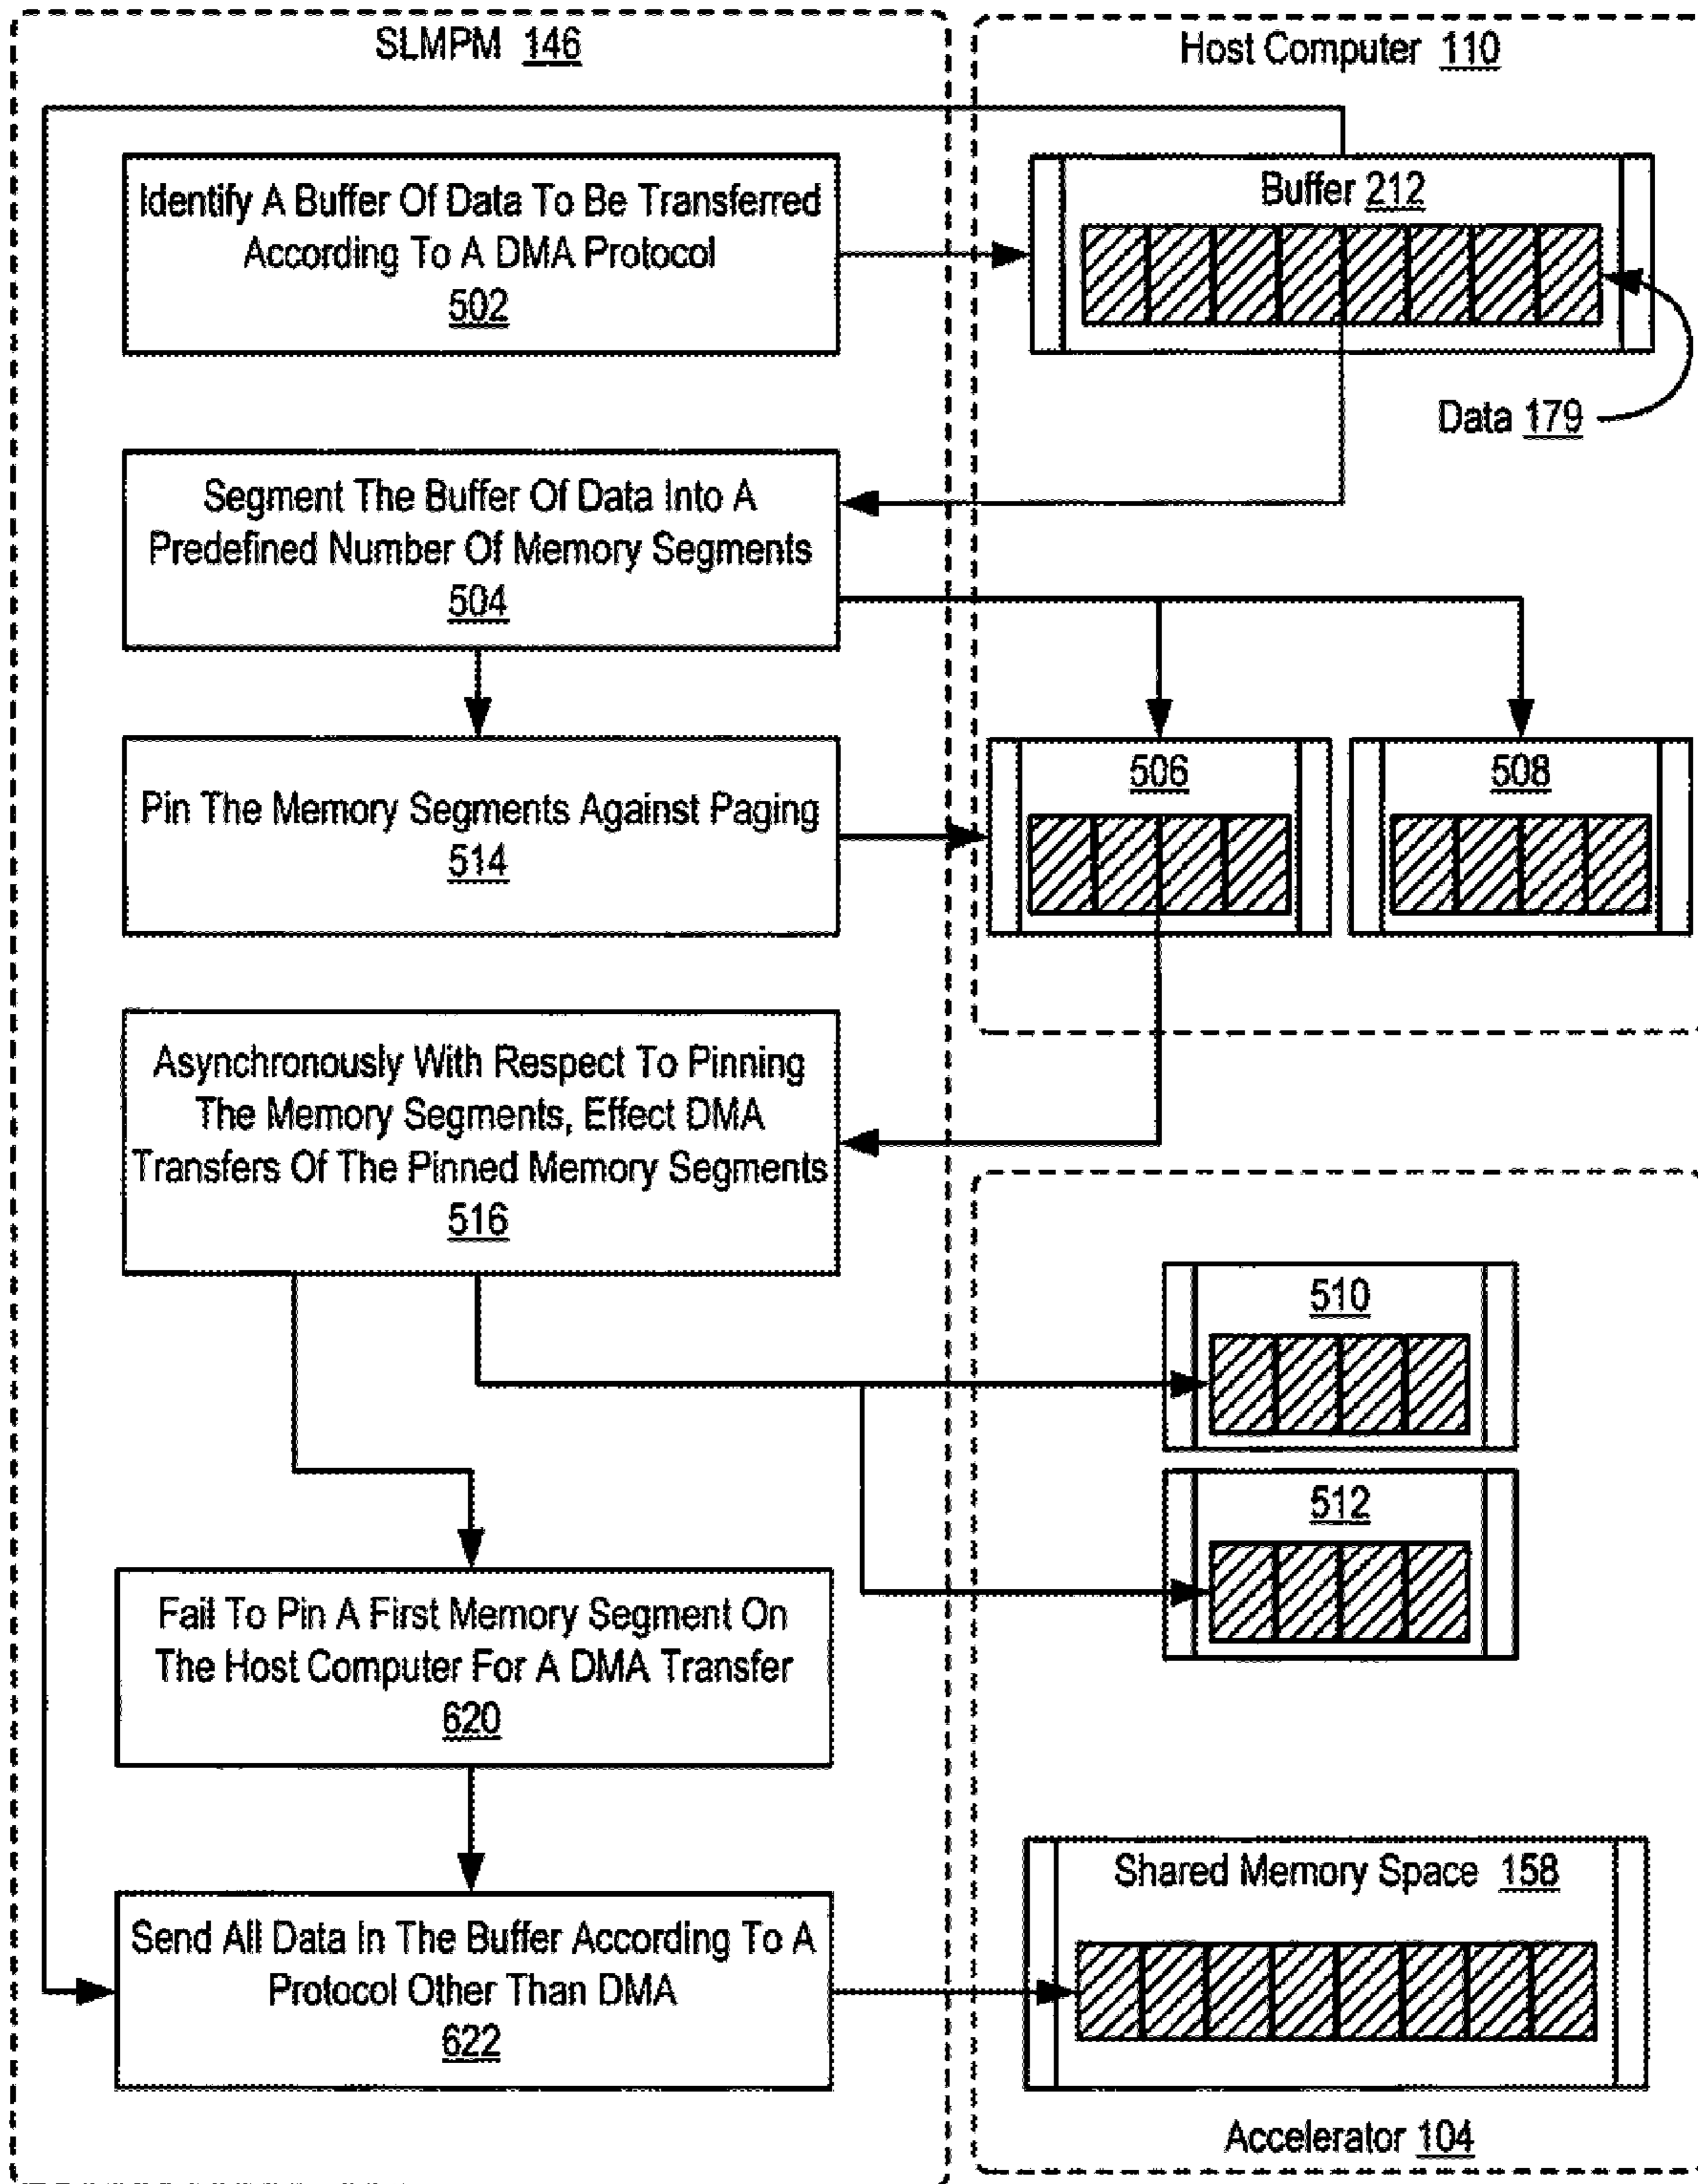 SLMPM 146
Host Computer 110
Identify A Buffer Of Data To Be Transferred
According To A DMA Protocol
502
Buffer 212
Data 179
Segment The Buffer Of Data Into A
Predefined Number Of Memory Segments
504
Pin The Memory Segments Against Paging
514
506
508
Asynchronously With Respect To Pinning
The Memory Segments, Effect DMA
Transfers Of The Pinned Memory Segments
516
510
512
Fail To Pin A First Memory Segment On
The Host Computer For A DMA Transfer
620
Send All Data In The Buffer According To A
Protocol Other Than DMA
622
Shared Memory Space 158
Accelerator 104